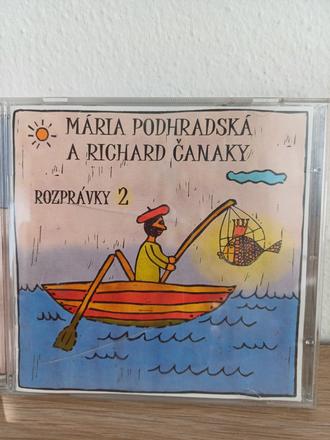 MÁRIA PODHRADSKÁ
A RICHARD ČANAKY
ROZPRÁVKY 2